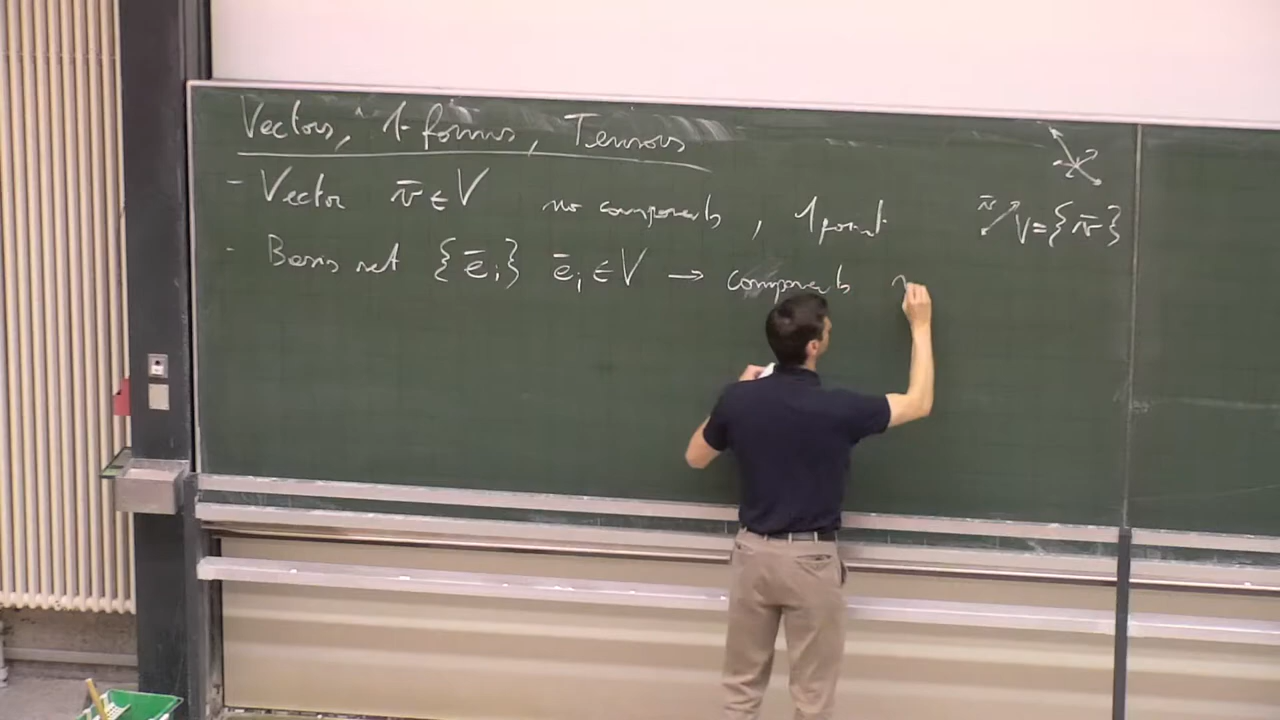 Vectors, 1-forms, Tensors
- Vector v̄ ∈ V no components, 1 point
v̄ V = {v̄}
- Basis set {ē_i} ē_i ∈ V → components